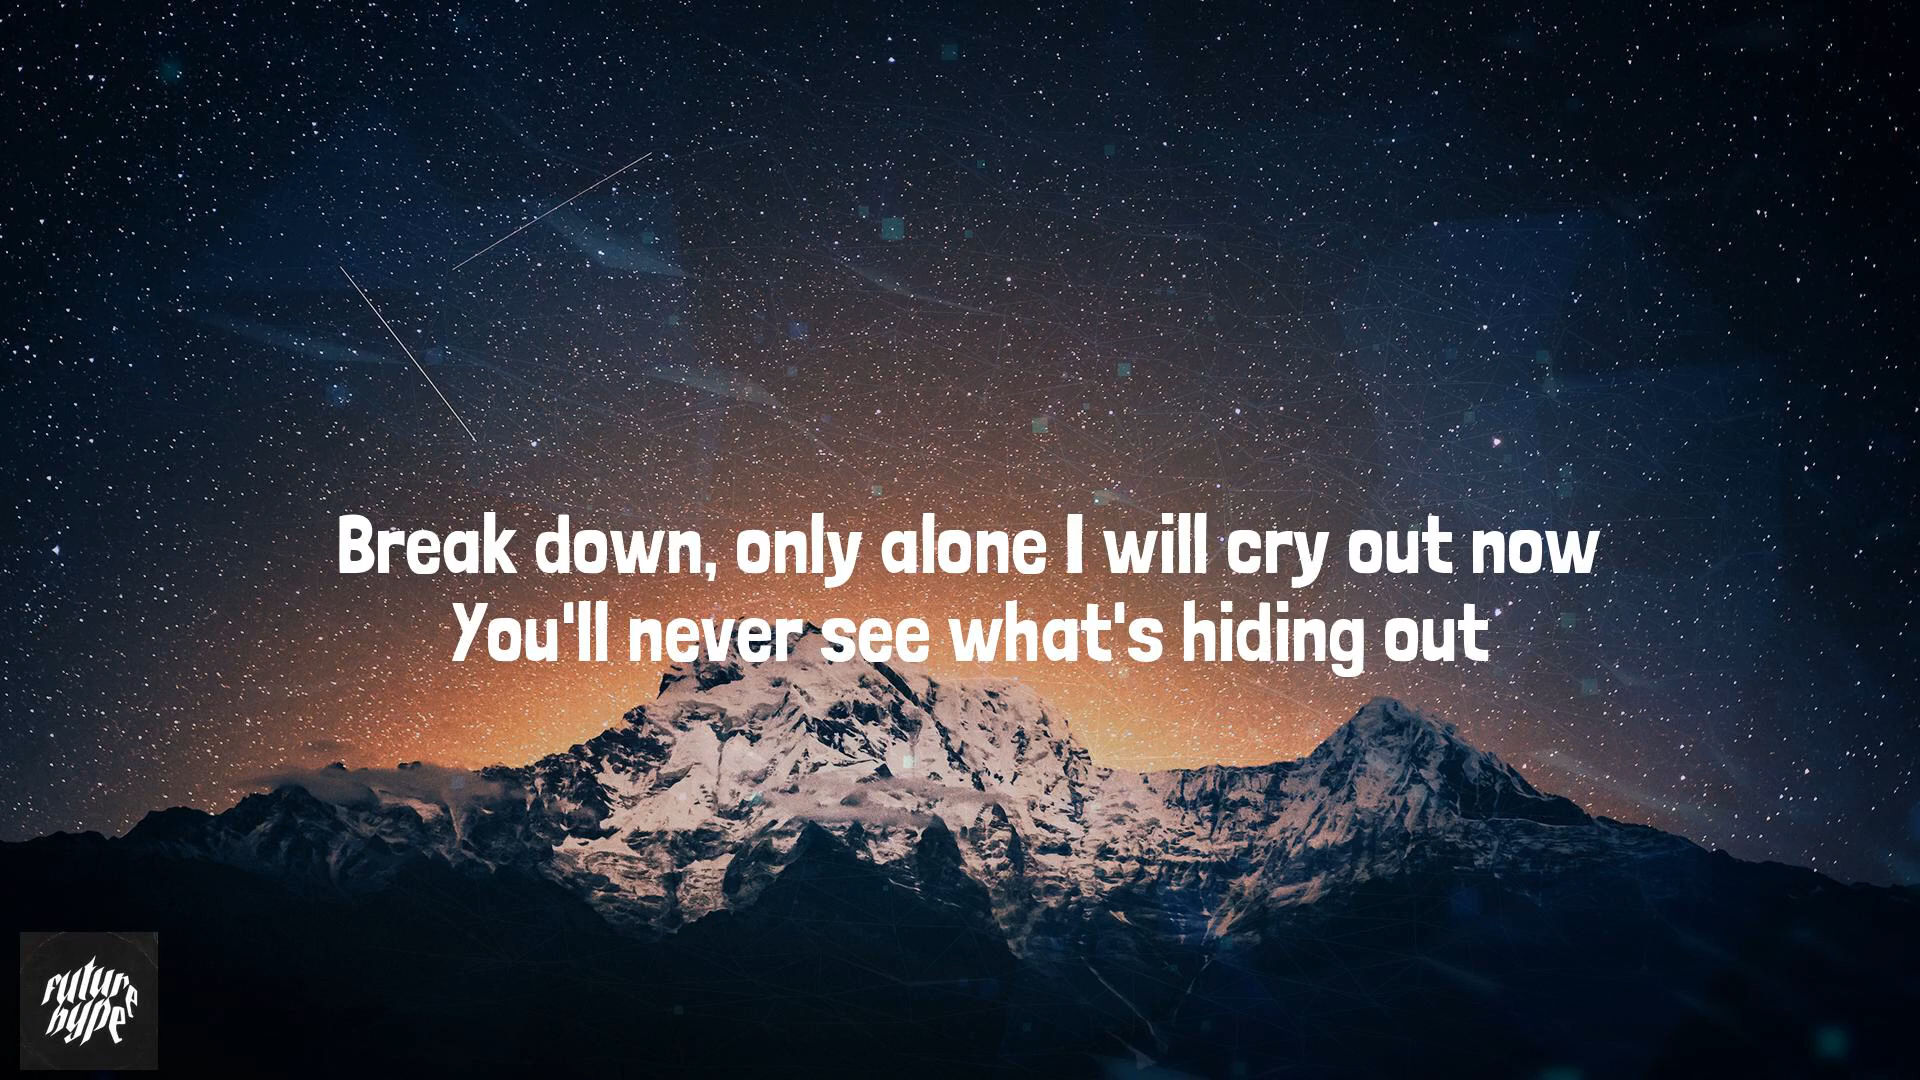 Break down, only alone I will cry out now
You'll never see what's hiding out
future
hype